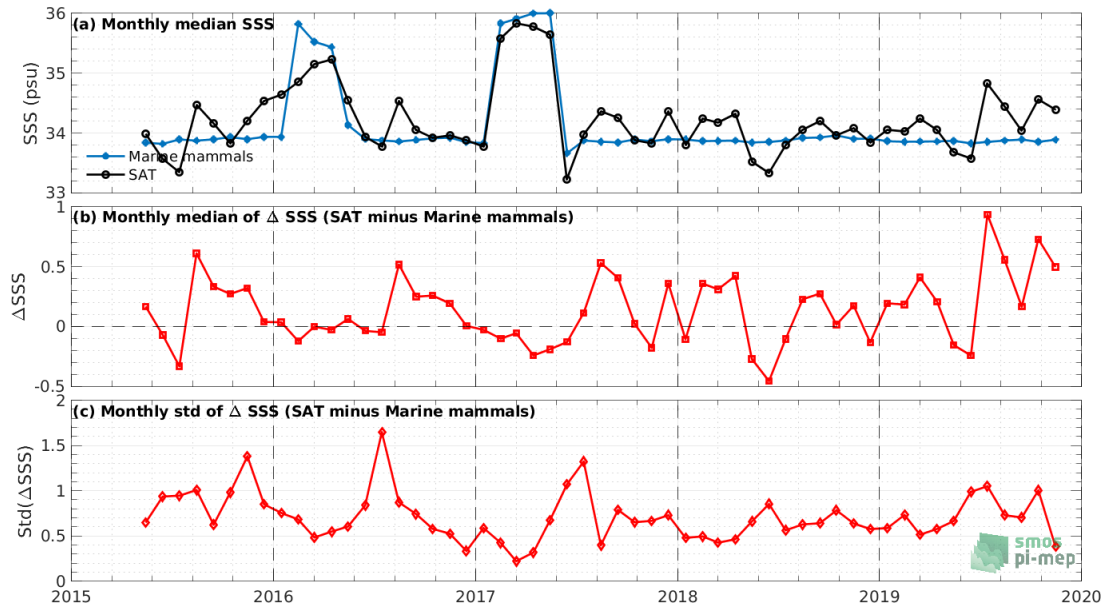 (a) Monthly median SSS
36
35
34
33
SSS (psu)
Marine mammals
SAT
(b) Monthly median of Δ SSS (SAT minus Marine mammals)
1
0.5
0
-0.5
ΔSSS
(c) Monthly std of Δ SSS (SAT minus Marine mammals)
2
1.5
1
0.5
0
Std(ΔSSS)
smos
pi-mep
2015
2016
2017
2018
2019
2020